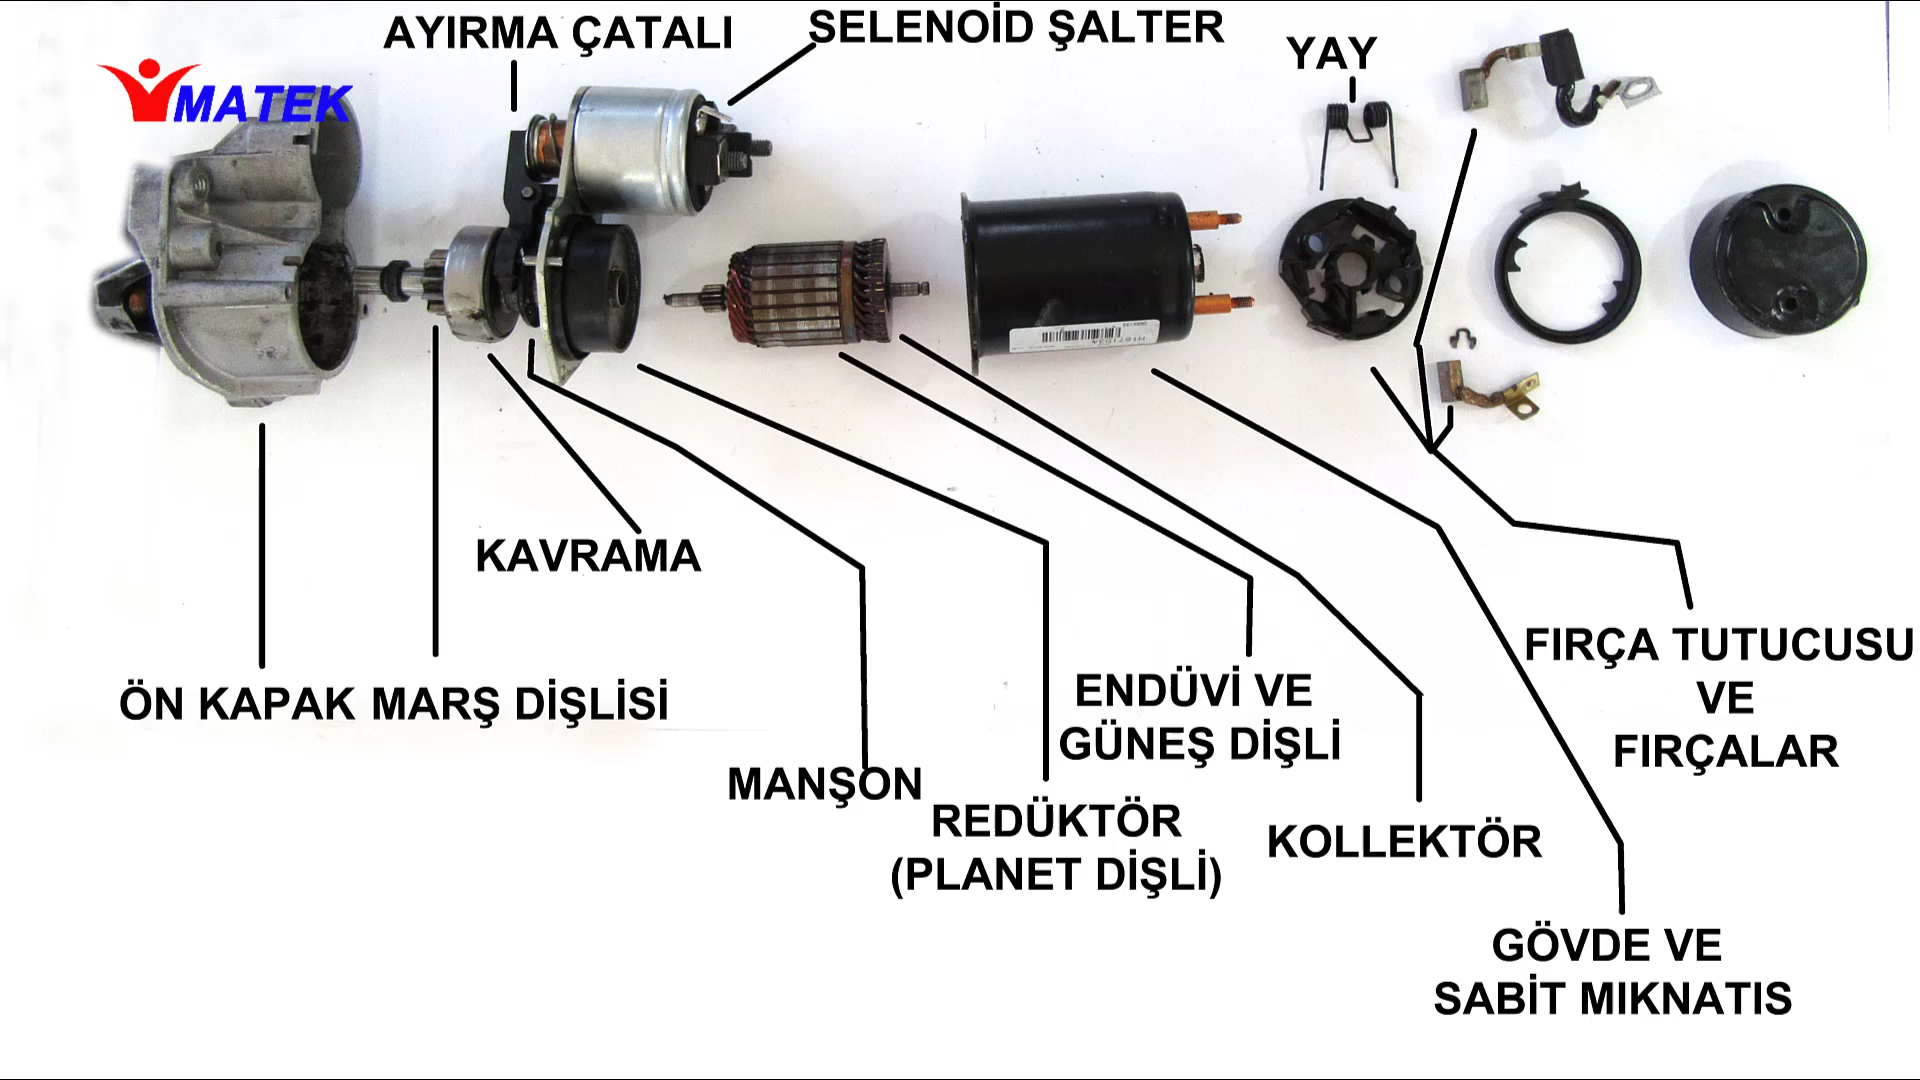 AYIRMA ÇATALI
SELENOİD ŞALTER
YAY
MATEK
KAVRAMA
ÖN KAPAK
MARŞ DİŞLİSİ
MANŞON
REDÜKTÖR
(PLANET DİŞLİ)
ENDÜVİ VE
GÜNEŞ DİŞLİ
KOLLEKTÖR
FIRÇA TUTUCUSU
VE
FIRÇALAR
GÖVDE VE
SABİT MIKNATIS